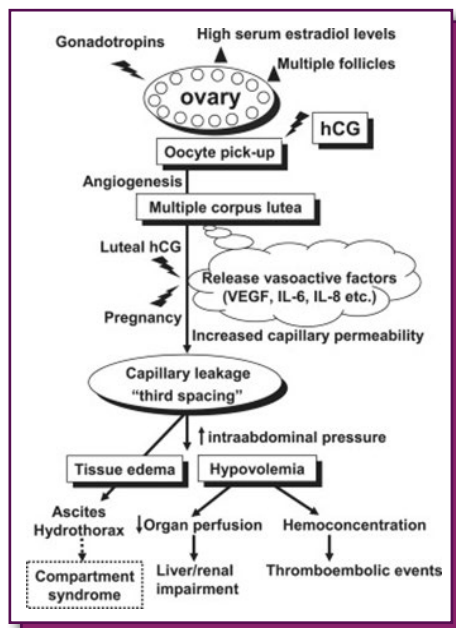 High serum estradiol levels
Gonadotropins
Multiple follicles
ovary
hCG
Oocyte pick-up
Angiogenesis
Multiple corpus lutea
Luteal hCG
Release vasoactive factors
(VEGF, IL-6, IL-8 etc.)
Pregnancy
Increased capillary permeability
Capillary leakage
“third spacing”
↑ intraabdominal pressure
Tissue edema
Hypovolemia
Ascites
Hydrothorax
↓Organ perfusion
Hemoconcentration
Compartment
syndrome
Liver/renal
impairment
Thromboembolic events